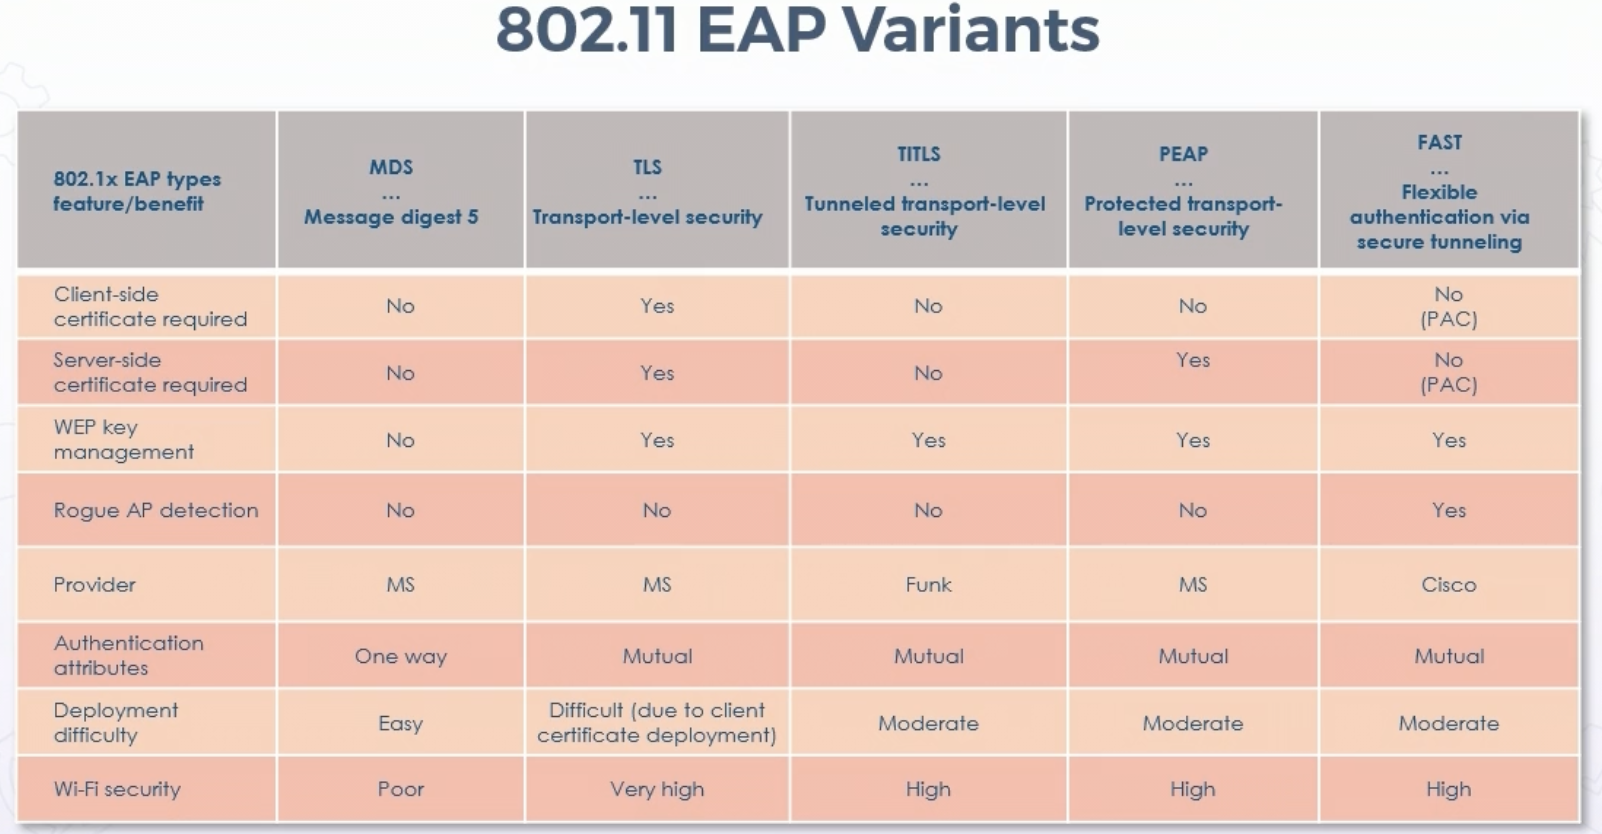 802.11 EAP Variants
802.1x EAP types
feature/benefit
MDS
...
Message digest 5
TLS
...
Transport-level security
TITLS
...
Tunneled transport-level
security
PEAP
...
Protected transport-
level security
FAST
...
Flexible
authentication via
secure tunneling
Client-side
certificate required
No
Yes
No
No
No
(PAC)
Server-side
certificate required
No
Yes
No
Yes
No
(PAC)
WEP key
management
No
Yes
Yes
Yes
Yes
Rogue AP detection
No
No
No
No
Yes
Provider
MS
MS
Funk
MS
Cisco
Authentication
attributes
One way
Mutual
Mutual
Mutual
Mutual
Deployment
difficulty
Easy
Difficult (due to client
certificate deployment)
Moderate
Moderate
Moderate
Wi-Fi security
Poor
Very high
High
High
High